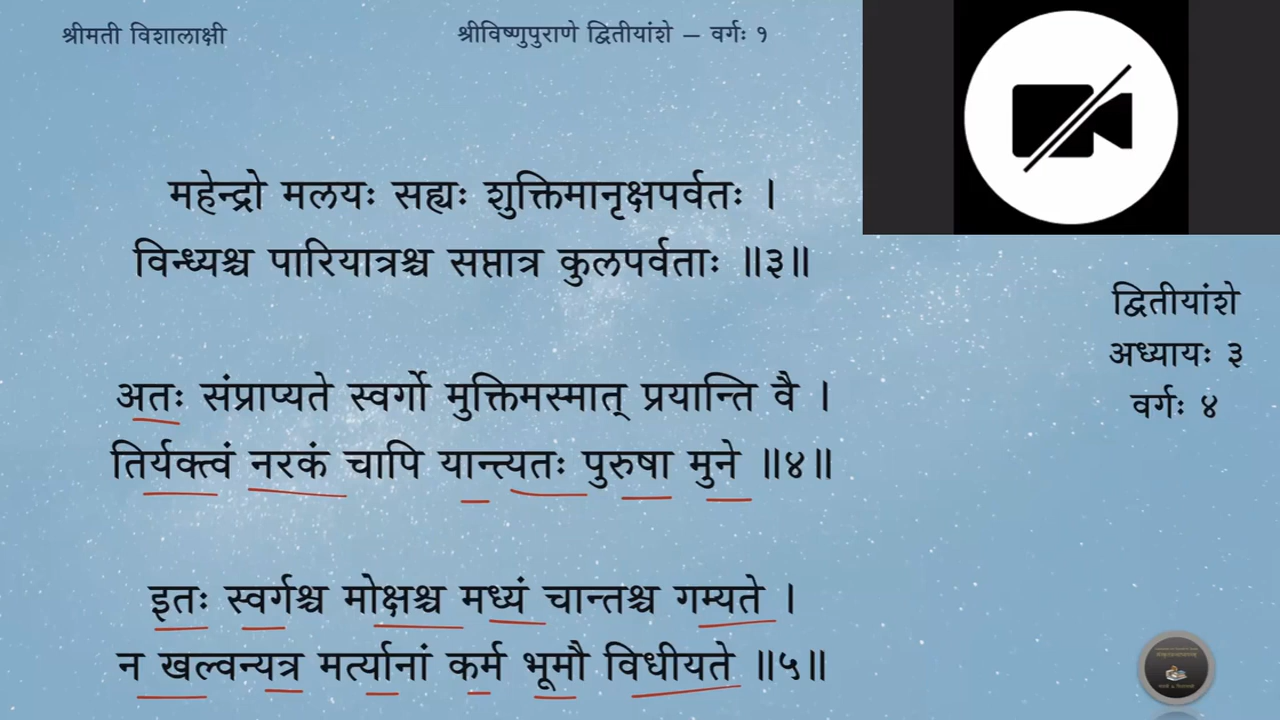 श्रीमती विशालाक्षी
श्रीविष्णुपुराणे द्वितीयांशे – वर्गः १
महेन्द्रो मलयः सह्यः शुक्तिमानृक्षपर्वतः ।
विन्ध्यश्च पारियात्रश्च सप्तात्र कुलपर्वताः ॥३॥
अतः संप्राप्यते स्वर्गो मुक्तिमस्मात् प्रयान्ति वै ।
तिर्यक्त्वं नरकं चापि यान्त्यतः पुरुषा मुने ॥४॥
इतः स्वर्गश्च मोक्षश्च मध्यं चान्तश्च गम्यते ।
न खल्वन्यत्र मर्त्यानां कर्म भूमौ विधीयते ॥५॥
द्वितीयांशे
अध्यायः ३
वर्गः ४